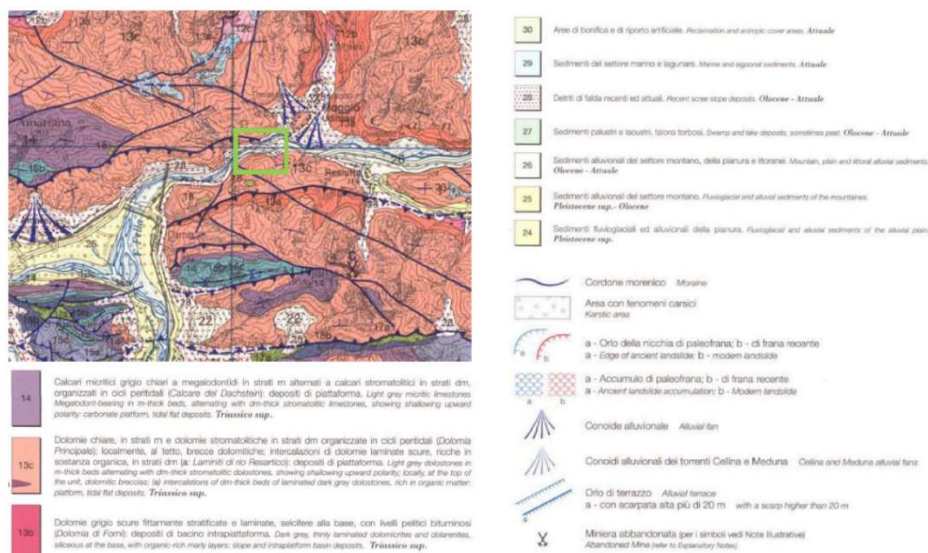 13c
13c
Amariana
Moggio
13c
Resiutta
26
18
15b
28
25
14
14
22
22
17a
14
Calcari micritici grigio chiari a megalodontidi in strati m alternati a calcari stromatolitici in strati dm,
organizzati in cicli peritidali (Calcare del Dachstein): depositi di piattaforma. Light grey micritic limestones
Megalodont-bearing in m-thick beds, alternating with dm-thick stromatolitic limestones, showing shallowing upward
polarity: carbonate platform, tidal flat deposits. Triassico sup.
13c
Dolomie chiare, in strati m e dolomie stromatolitiche in strati dm organizzate in cicli peritidali (Dolomia
Principale); localmente, al tetto, brecce dolomitiche; intercalazioni di dolomie laminate scure, ricche in
sostanza organica, in strati dm (a: Laminiti di rio Resartico): depositi di piattaforma. Light grey dolostones in
m-thick beds alternating with dm-thick stromatolitic dolostones, showing shallowing upward polarity; locally, at the top of
the unit, dolomitic breccias; (a) intercalations of dm-thick beds of laminated dark grey dolostones, rich in organic matter:
platform, tidal flat deposits. Triassico sup.
13b
Dolomie grigio scure fittamente stratificate e laminate, selcifere alla base, con livelli pelitici bituminosi
(Dolomia di Forni): depositi di bacino intrapiattaforma. Dark grey, thinly laminated dolomicrites and dolarenites,
siliceous at the base, with organic-rich marly layers: slope and intraplatform basin deposits. Triassico sup.
30
Aree di bonifica e di riporto artificiale. Reclamation and antropic cover areas. Attuale
29
Sedimenti del settore marino e lagunare. Marine and lagoonal sediments. Attuale
28
Detriti di falda recenti ed attuali. Recent scree slope deposits. Olocene - Attuale
27
Sedimenti palustri e lacustri, talora torbosi. Swamp and lake deposits, sometimes peat. Olocene - Attuale
26
Sedimenti alluvionali del settore montano, della pianura e litoranei. Mountain, plain and littoral alluvial sediments.
Olocene - Attuale
25
Sedimenti alluvionali del settore montano. Fluvioglacial and alluvial sediments of the mountaines.
Pleistocene sup.- Olocene
24
Sedimenti fluvioglaciali ed alluvionali della pianura. Fluvioglacial and alluvial sediments of the alluvial plain.
Pleistocene sup.
Cordone morenico Moraine
Area con fenomeni carsici
Karstic area
a - Orlo della nicchia di paleofrana; b - di frana recente
a - Edge of ancient landslide; b - modern landslide
a b
a - Accumulo di paleofrana; b - di frana recente
a - Ancient landslide accumulation; b - Modern landslide
a b
Conoide alluvionale Alluvial fan
Conoidi alluvionali dei torrenti Cellina e Meduna Cellina and Meduna alluvial fans
Orlo di terrazzo Alluvial terrace
a - con scarpata alta più di 20 m with a scarp higher than 20 m
a
Miniera abbandonata (per i simboli vedi Note Illustrative)
Abandoned Mine (refer to Explanatory Notes)